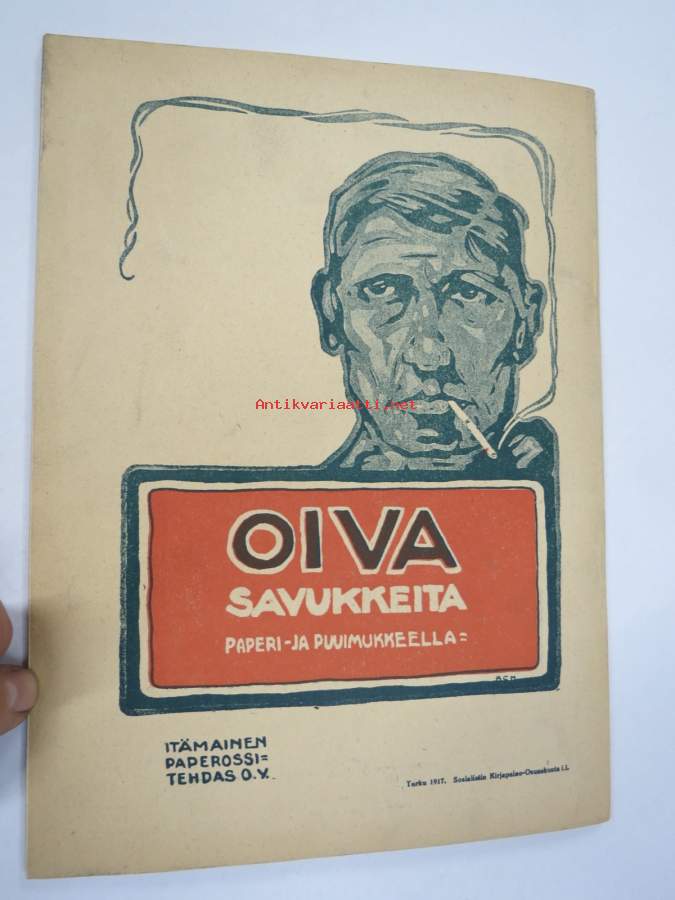 Antikvariaatti.net
OIVA
SAVUKKEITA
PAPERI-JA PUUIMUKKEELLA=
ITÄMAINEN
PAPEROSSI=
TEHDAS O.Y.
Turku 1917. Sosialistin Kirjapaino-Osuuskunta i.l.